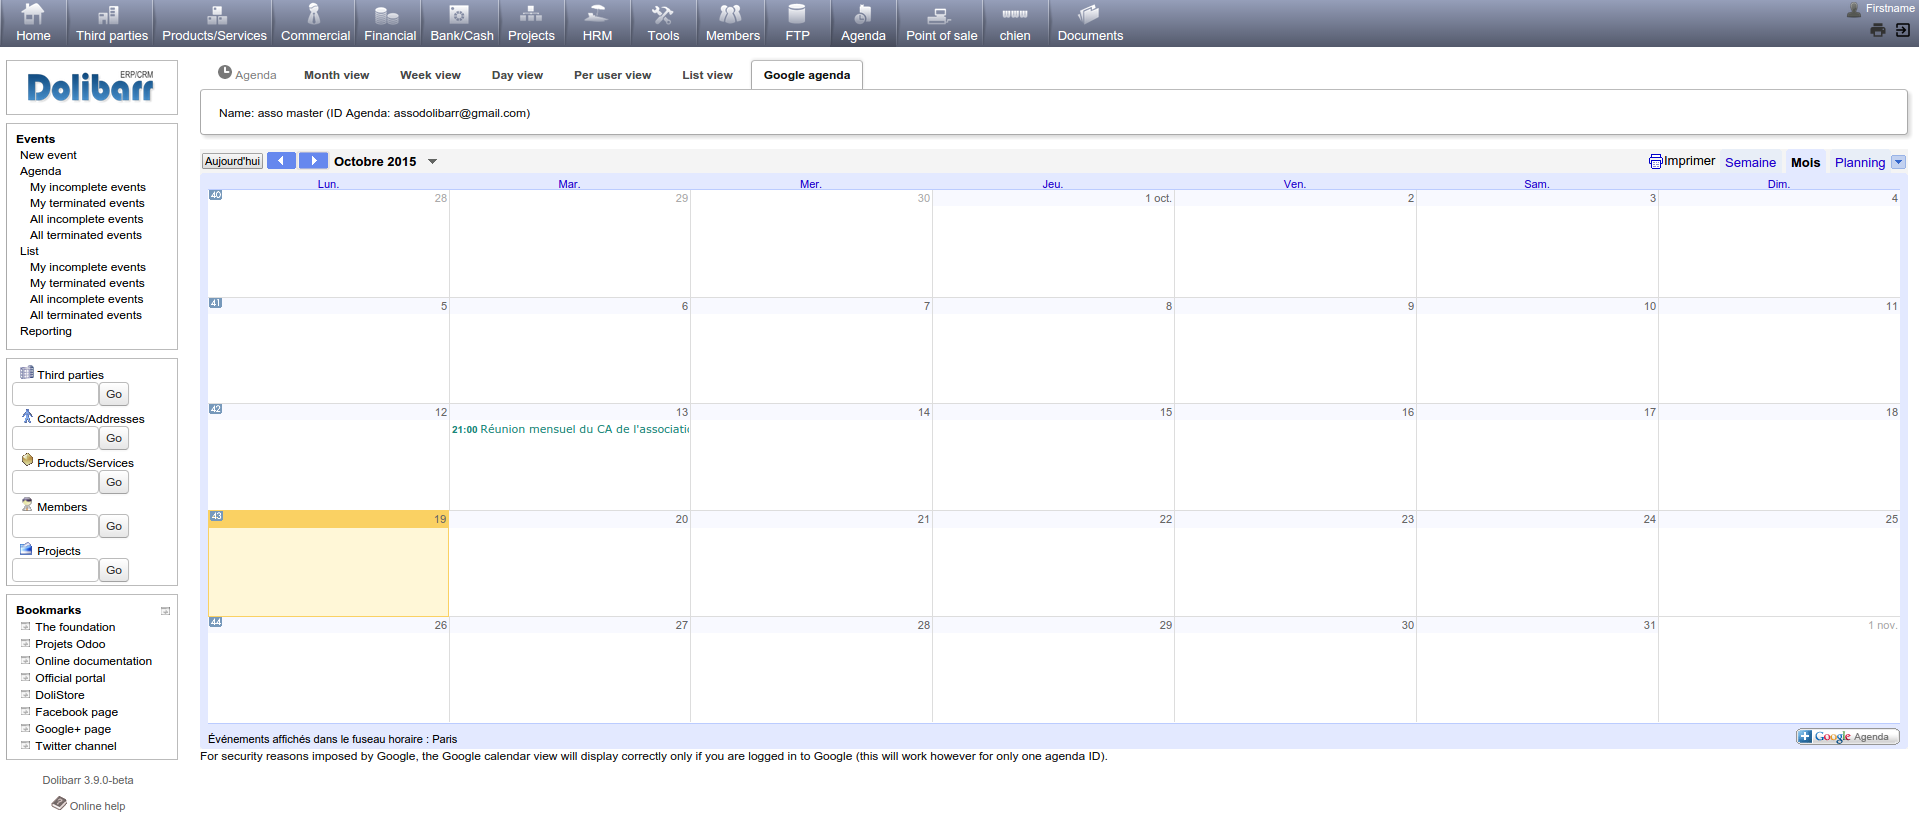 Home Third parties Products/Services Commercial Financial Bank/Cash Projects HRM Tools Members FTP Agenda Point of sale chien Documents
Firstname
ERP/CRM
Dolibarr
Events
New event
Agenda
My incomplete events
My terminated events
All incomplete events
All terminated events
List
My incomplete events
My terminated events
All incomplete events
All terminated events
Reporting
Third parties
Go
Contacts/Addresses
Go
Products/Services
Go
Members
Go
Projects
Go
Bookmarks
The foundation
Projets Odoo
Online documentation
Official portal
DoliStore
Facebook page
Google+ page
Twitter channel
Dolibarr 3.9.0-beta
Online help
Agenda Month view Week view Day view Per user view List view Google agenda
Name: asso master (ID Agenda: assodolibarr@gmail.com)
Aujourd'hui Octobre 2015 Imprimer Semaine Mois Planning
Lun. Mar. Mer. Jeu. Ven. Sam. Dim.
40 28 29 30 1 oct. 2 3 4
41 5 6 7 8 9 10 11
42 12 13 14 15 16 17 18
21:00 Réunion mensuel du CA de l'associatio
43 19 20 21 22 23 24 25
44 26 27 28 29 30 31 1 nov.
Événements affichés dans le fuseau horaire : Paris
Google Agenda
For security reasons imposed by Google, the Google calendar view will display correctly only if you are logged in to Google (this will work however for only one agenda ID).